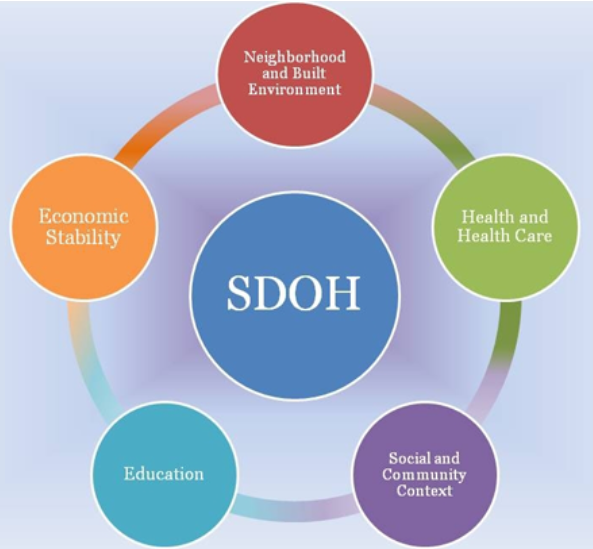 Neighborhood
and Built
Environment
Economic
Stability
Health and
Health Care
SDOH
Education
Social and
Community
Context